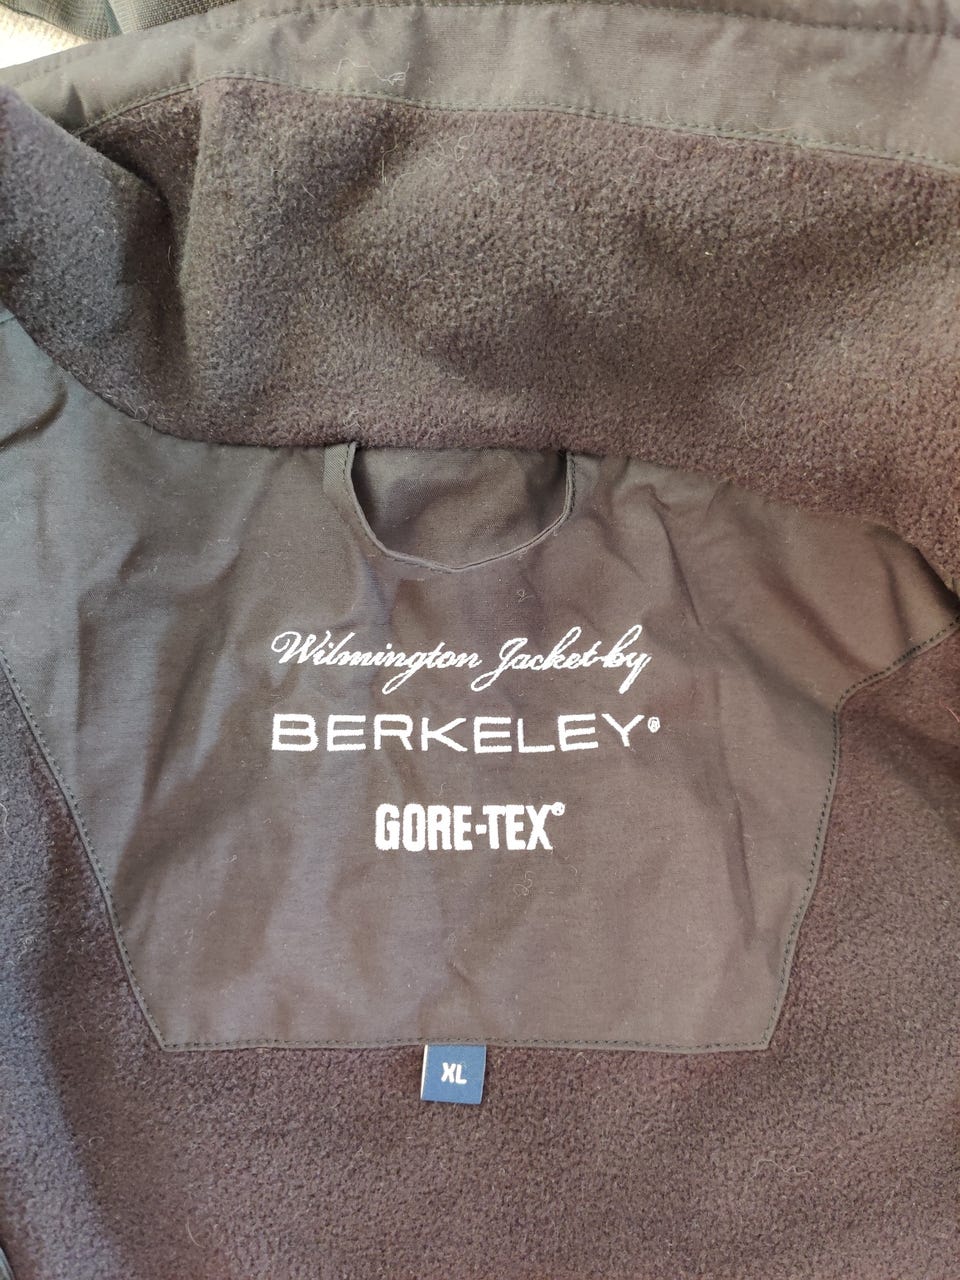 Wilmington Jacket by
BERKELEY®
GORE-TEX®
XL